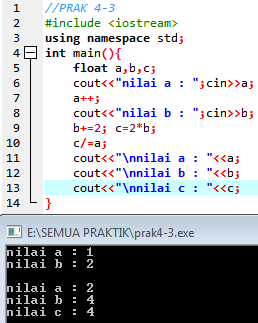 1 //PRAK 4-3
2 #include <iostream>
3 using namespace std;
4 int main(){
5 float a,b,c;
6 cout<<"nilai a : ";cin>>a;
7 a++;
8 cout<<"nilai b : ";cin>>b;
9 b+=2; c=2*b;
10 c/=a;
11 cout<<"\nnilai a : "<<a;
12 cout<<"\nnilai b : "<<b;
13 cout<<"\nnilai c : "<<c;
14 }
E:\SEMUA PRAKTIK\prak4-3.exe
nilai a : 1
nilai b : 2
nilai a : 2
nilai b : 4
nilai c : 4